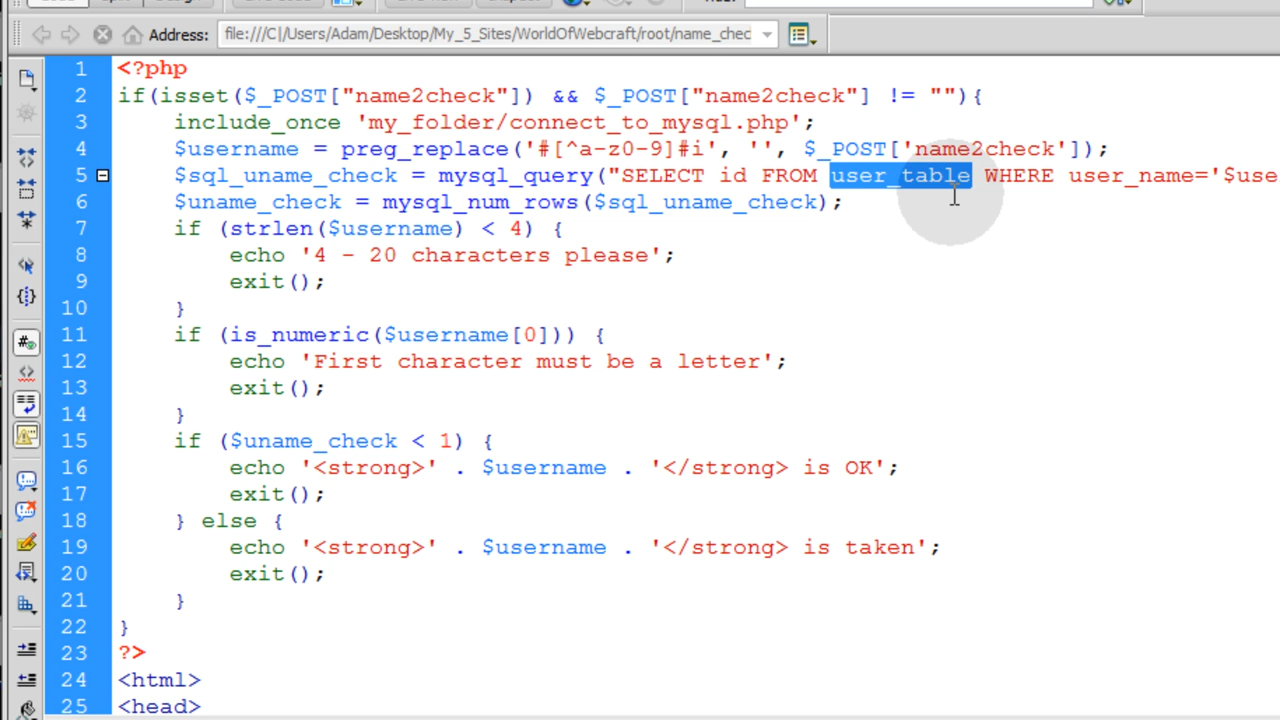 Address: file:///C|/Users/Adam/Desktop/My_5_Sites/WorldOfWebcraft/root/name_chec
1 <?php
2 if(isset($_POST["name2check"]) && $_POST["name2check"] != ""){
3 include_once 'my_folder/connect_to_mysql.php';
4 $username = preg_replace('#[^a-z0-9]#i', '', $_POST['name2check']);
5 $sql_uname_check = mysql_query("SELECT id FROM user_table WHERE user_name='$use
6 $uname_check = mysql_num_rows($sql_uname_check);
7 if (strlen($username) < 4) {
8 echo '4 - 20 characters please';
9 exit();
10 }
11 if (is_numeric($username[0])) {
12 echo 'First character must be a letter';
13 exit();
14 }
15 if ($uname_check < 1) {
16 echo '<strong>' . $username . '</strong> is OK';
17 exit();
18 } else {
19 echo '<strong>' . $username . '</strong> is taken';
20 exit();
21 }
22 }
23 ?>
24 <html>
25 <head>